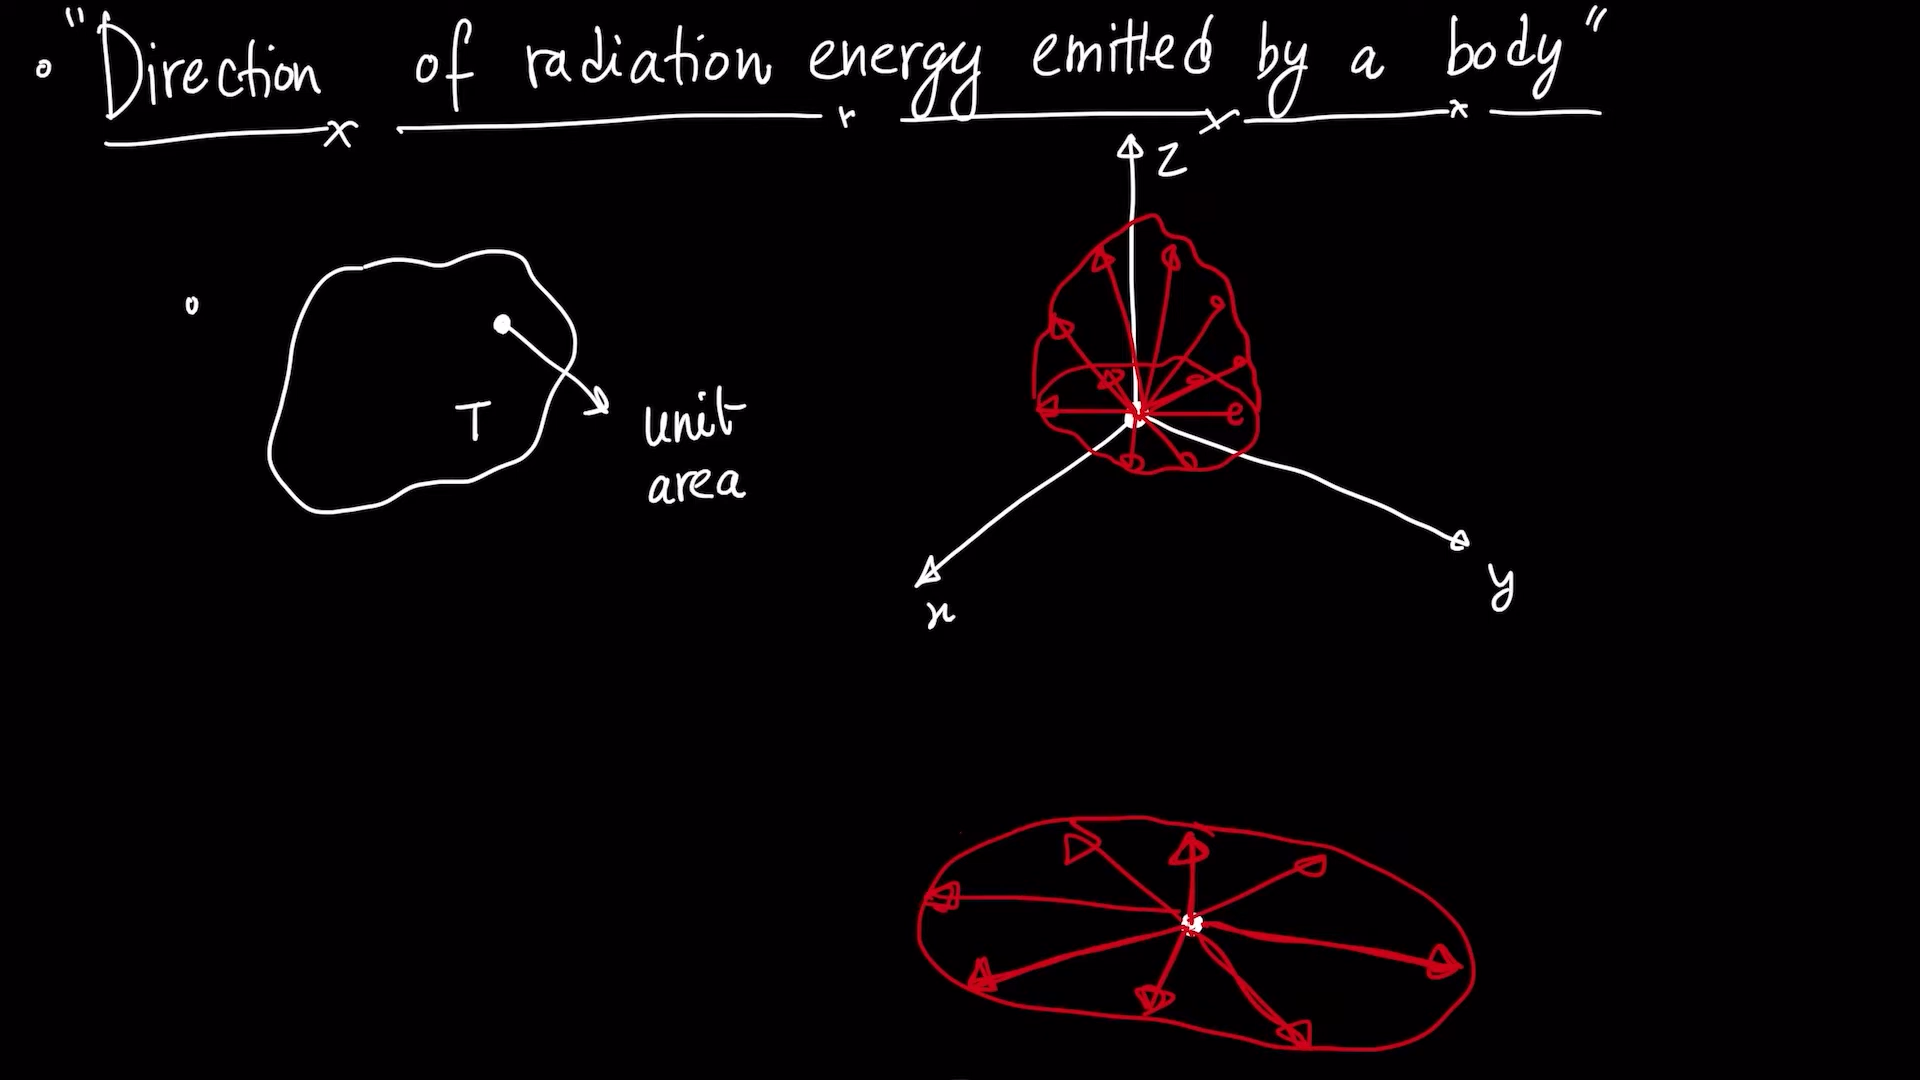 "Direction of radiation energy emitted by a body"
Z
T
unit
area
x
y